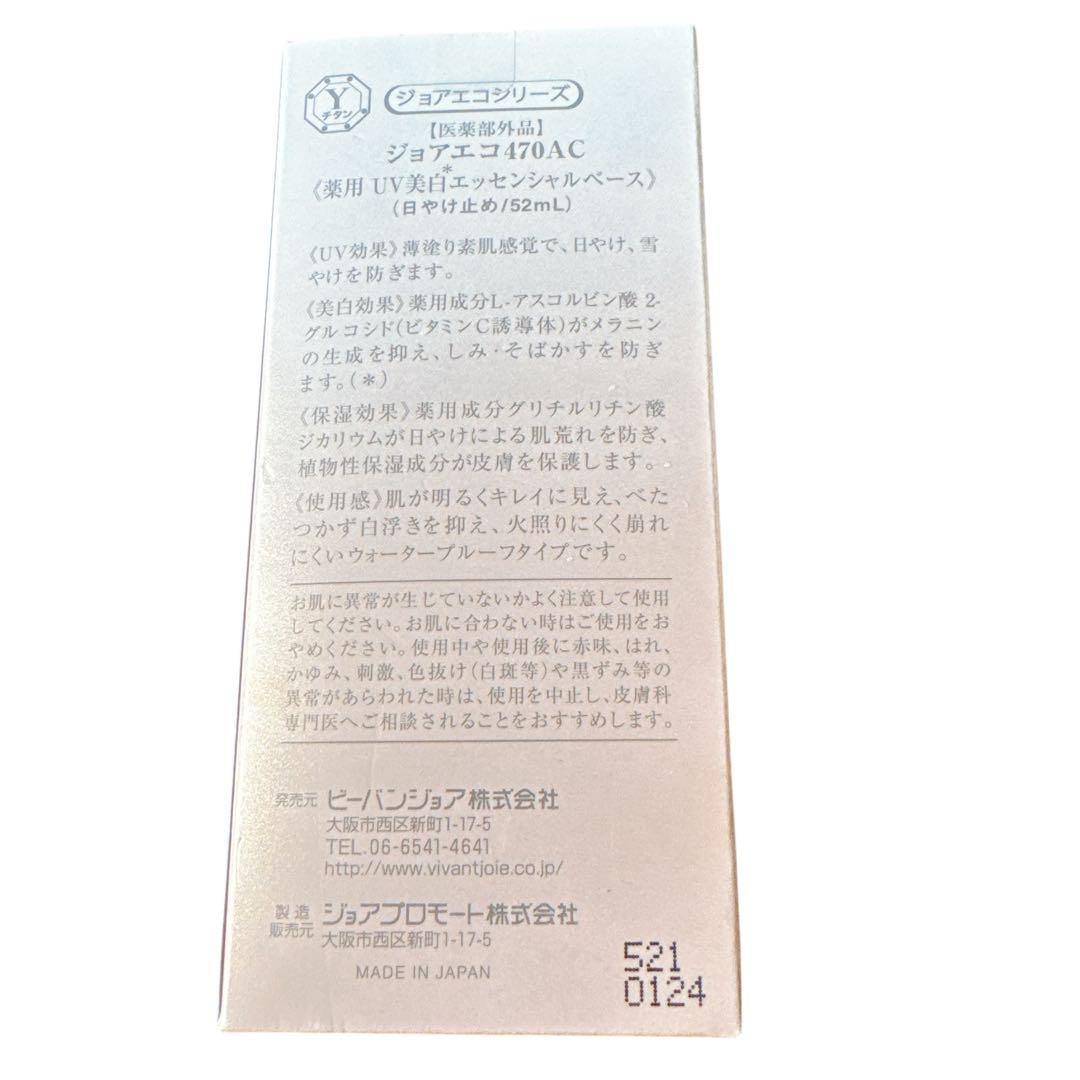 Y
チタン
ジョアエコシリーズ
【医薬部外品】
ジョアエコ470AC
《薬用 UV美白*エッセンシャルベース》
(日やけ止め/52mL)
《UV効果》薄塗り素肌感覚で、日やけ、雪
やけを防ぎます。
《美白効果》薬用成分L-アスコルビン酸 2-
グルコシド(ビタミンC誘導体)がメラニン
の生成を抑え、しみ・そばかすを防ぎ
ます。(*)
《保湿効果》薬用成分グリチルリチン酸
ジカリウムが日やけによる肌荒れを防ぎ、
植物性保湿成分が皮膚を保護します。
《使用感》肌が明るくキレイに見え、べた
つかず白浮きを抑え、火照りにくく崩れ
にくいウォータープルーフタイプです。
お肌に異常が生じていないかよく注意して使用
してください。お肌に合わない時はご使用をお
やめください。使用中や使用後に赤味、はれ、
かゆみ、刺激、色抜け(白斑等)や黒ずみ等の
異常があらわれた時は、使用を中止し、皮膚科
専門医へご相談されることをおすすめします。
発売元 ビーバンジョア株式会社
大阪市西区新町1-17-5
TEL.06-6541-4641
http://www.vivantjoie.co.jp/
製造
販売元 ジョアプロモート株式会社
大阪市西区新町1-17-5
MADE IN JAPAN
521
0124